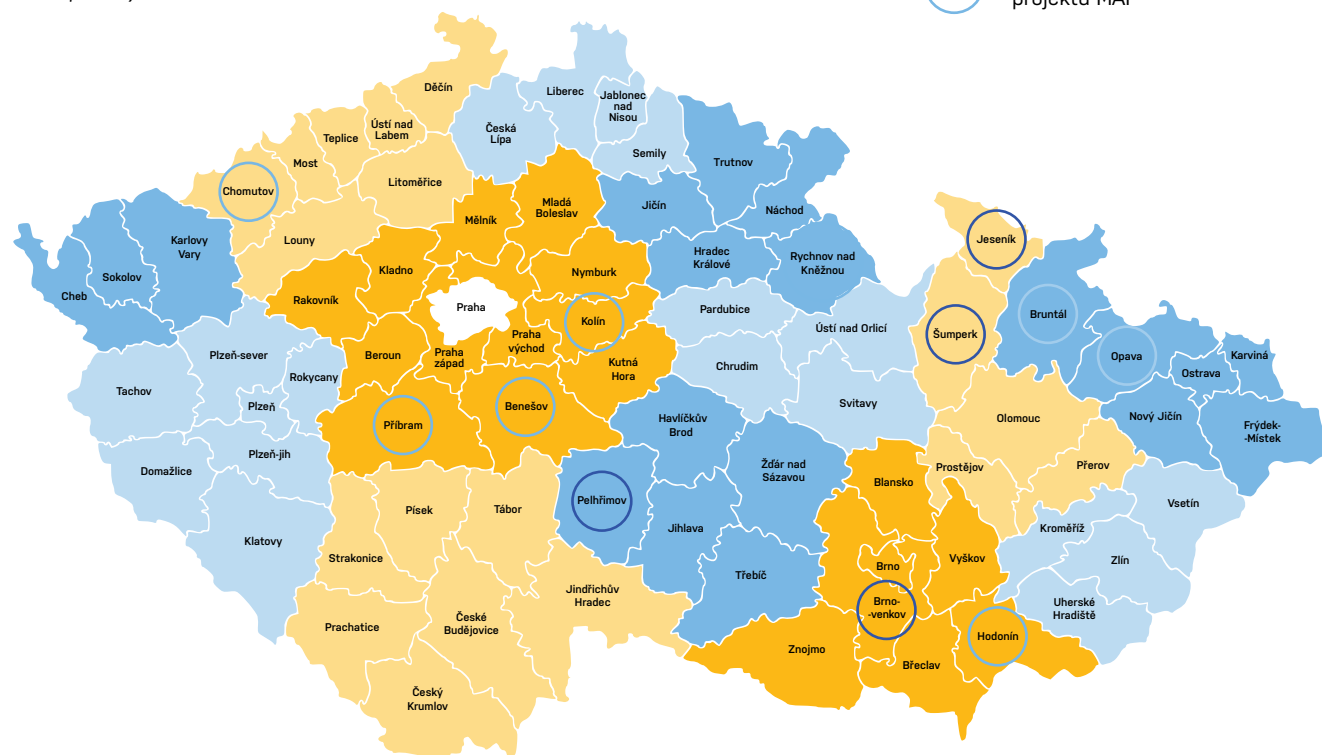 projektu MAP
Děčín
Liberec
Jablonec
nad
Nisou
Ústí nad
Labem
Česká
Lípa
Teplice
Semily
Most
Trutnov
Litoměřice
Chomutov
Mladá
Boleslav
Jičín
Náchod
Mělník
Louny
Karlovy
Vary
Jeseník
Hradec
Králové
Rychnov nad
Kněžnou
Kladno
Nymburk
Sokolov
Cheb
Rakovník
Praha
Pardubice
Bruntál
Kolín
Ústí nad Orlicí
Šumperk
Praha
východ
Plzeň-sever
Beroun
Praha
západ
Opava
Karviná
Kutná
Hora
Chrudim
Ostrava
Rokycany
Tachov
Svitavy
Plzeň
Benešov
Nový Jičín
Olomouc
Havlíčkův
Brod
Příbram
Frýdek-
-Místek
Plzeň-jih
Domažlice
Žďár nad
Sázavou
Prostějov
Přerov
Blansko
Pelhřimov
Vsetín
Písek
Tábor
Jihlava
Kroměříž
Klatovy
Strakonice
Vyškov
Zlín
Brno
Třebíč
Jindřichův
Hradec
Brno-
-venkov
Uherské
Hradiště
České
Budějovice
Prachatice
Hodonín
Znojmo
Břeclav
Český
Krumlov